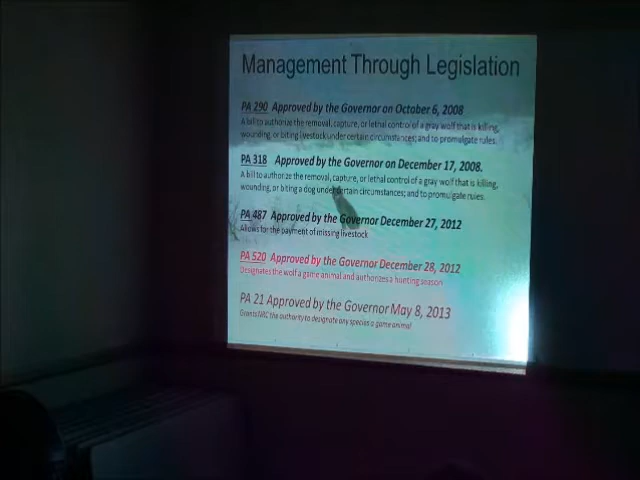 Management Through Legislation
PA 290 Approved by the Governor on October 6, 2008
A bill to authorize the removal, capture, or lethal control of a gray wolf that is killing,
wounding, or biting livestock under certain circumstances; and to promulgate rules.
PA 318 Approved by the Governor on December 17, 2008.
A bill to authorize the removal, capture, or lethal control of a gray wolf that is killing,
wounding, or biting a dog under certain circumstances; and to promulgate rules.
PA 487 Approved by the Governor December 27, 2012
Allows for the payment of missing livestock
PA 520 Approved by the Governor December 28, 2012
Designates the wolf a game animal and authorizes a hunting season
PA 21 Approved by the Governor May 8, 2013
Grants NRC the authority to designate any species a game animal